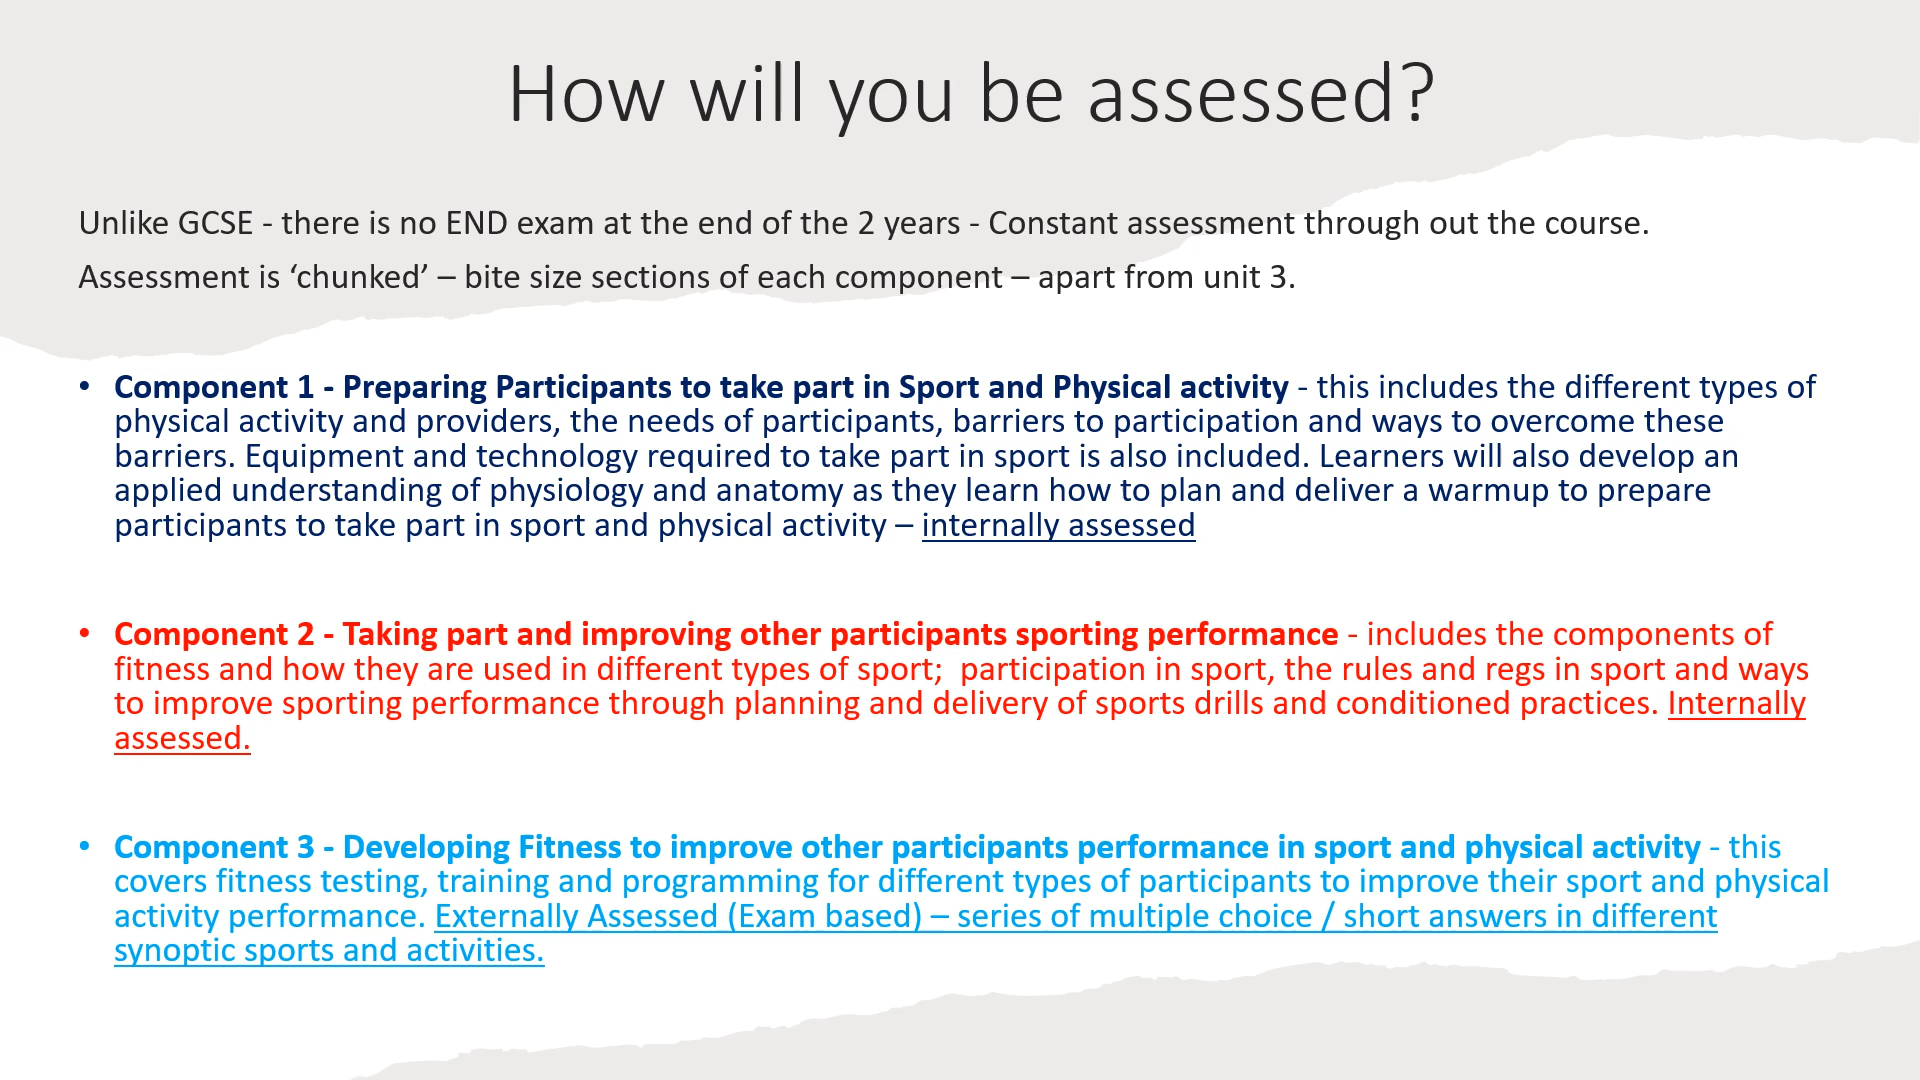 How will you be assessed?
Unlike GCSE - there is no END exam at the end of the 2 years - Constant assessment through out the course.
Assessment is ‘chunked’ – bite size sections of each component – apart from unit 3.
• Component 1 - Preparing Participants to take part in Sport and Physical activity - this includes the different types of
physical activity and providers, the needs of participants, barriers to participation and ways to overcome these
barriers. Equipment and technology required to take part in sport is also included. Learners will also develop an
applied understanding of physiology and anatomy as they learn how to plan and deliver a warmup to prepare
participants to take part in sport and physical activity – internally assessed
• Component 2 - Taking part and improving other participants sporting performance - includes the components of
fitness and how they are used in different types of sport;  participation in sport, the rules and regs in sport and ways
to improve sporting performance through planning and delivery of sports drills and conditioned practices. Internally
assessed.
• Component 3 - Developing Fitness to improve other participants performance in sport and physical activity - this
covers fitness testing, training and programming for different types of participants to improve their sport and physical
activity performance. Externally Assessed (Exam based) – series of multiple choice / short answers in different
synoptic sports and activities.